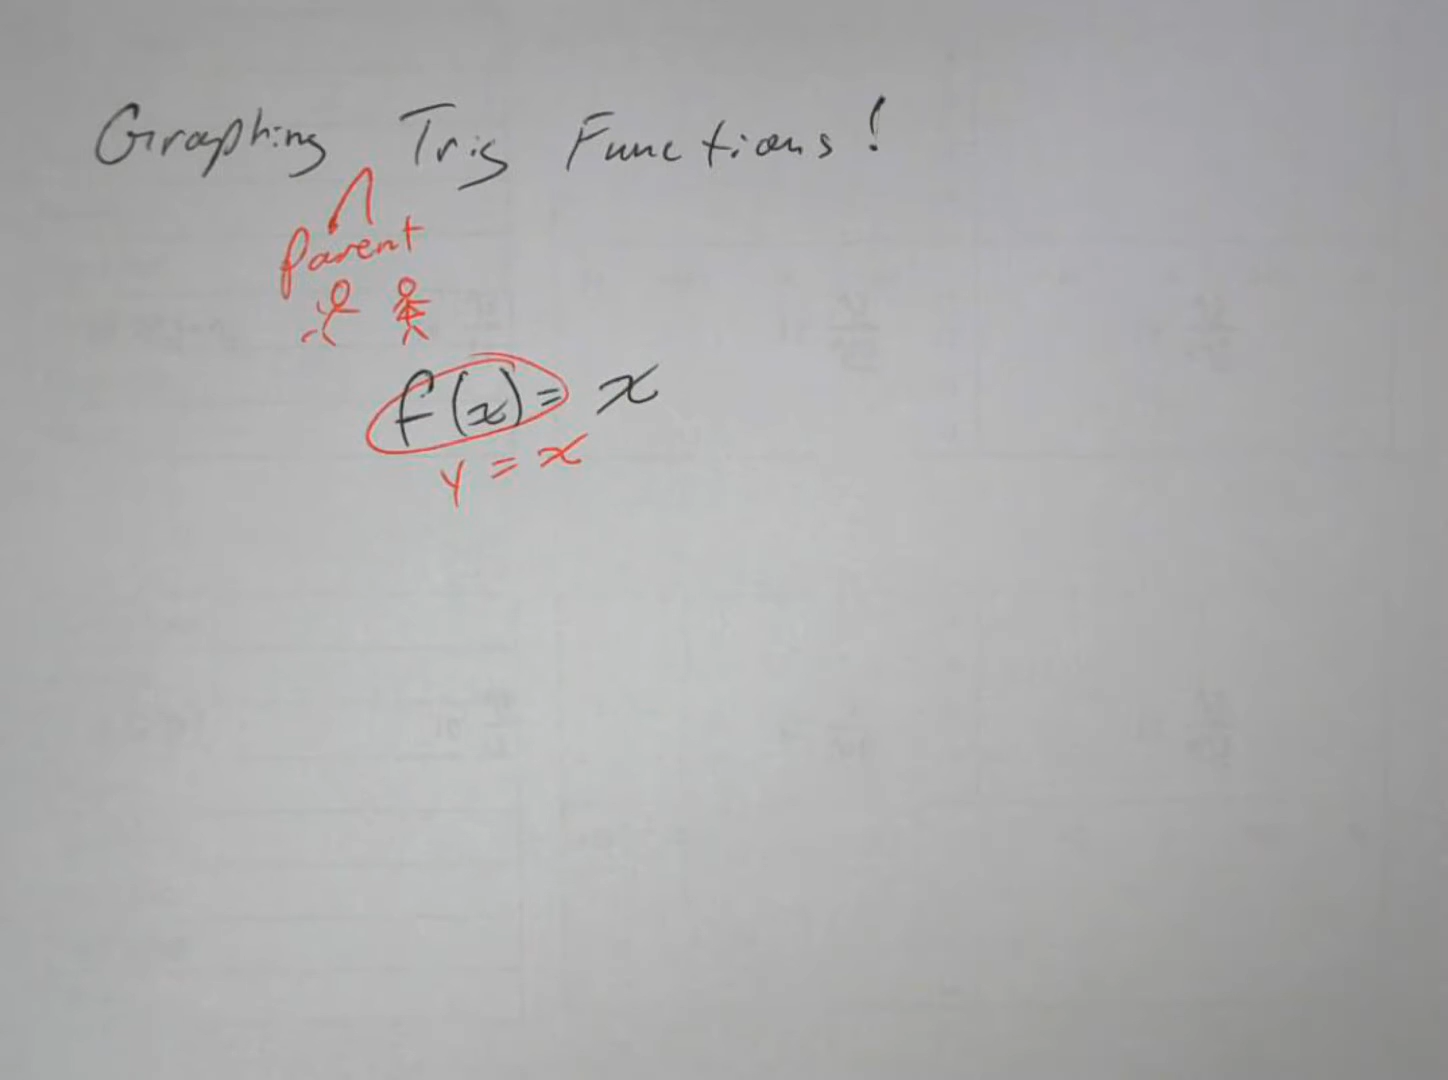 Graphing Trig Functions!
Parent
f(x) = x
y = x